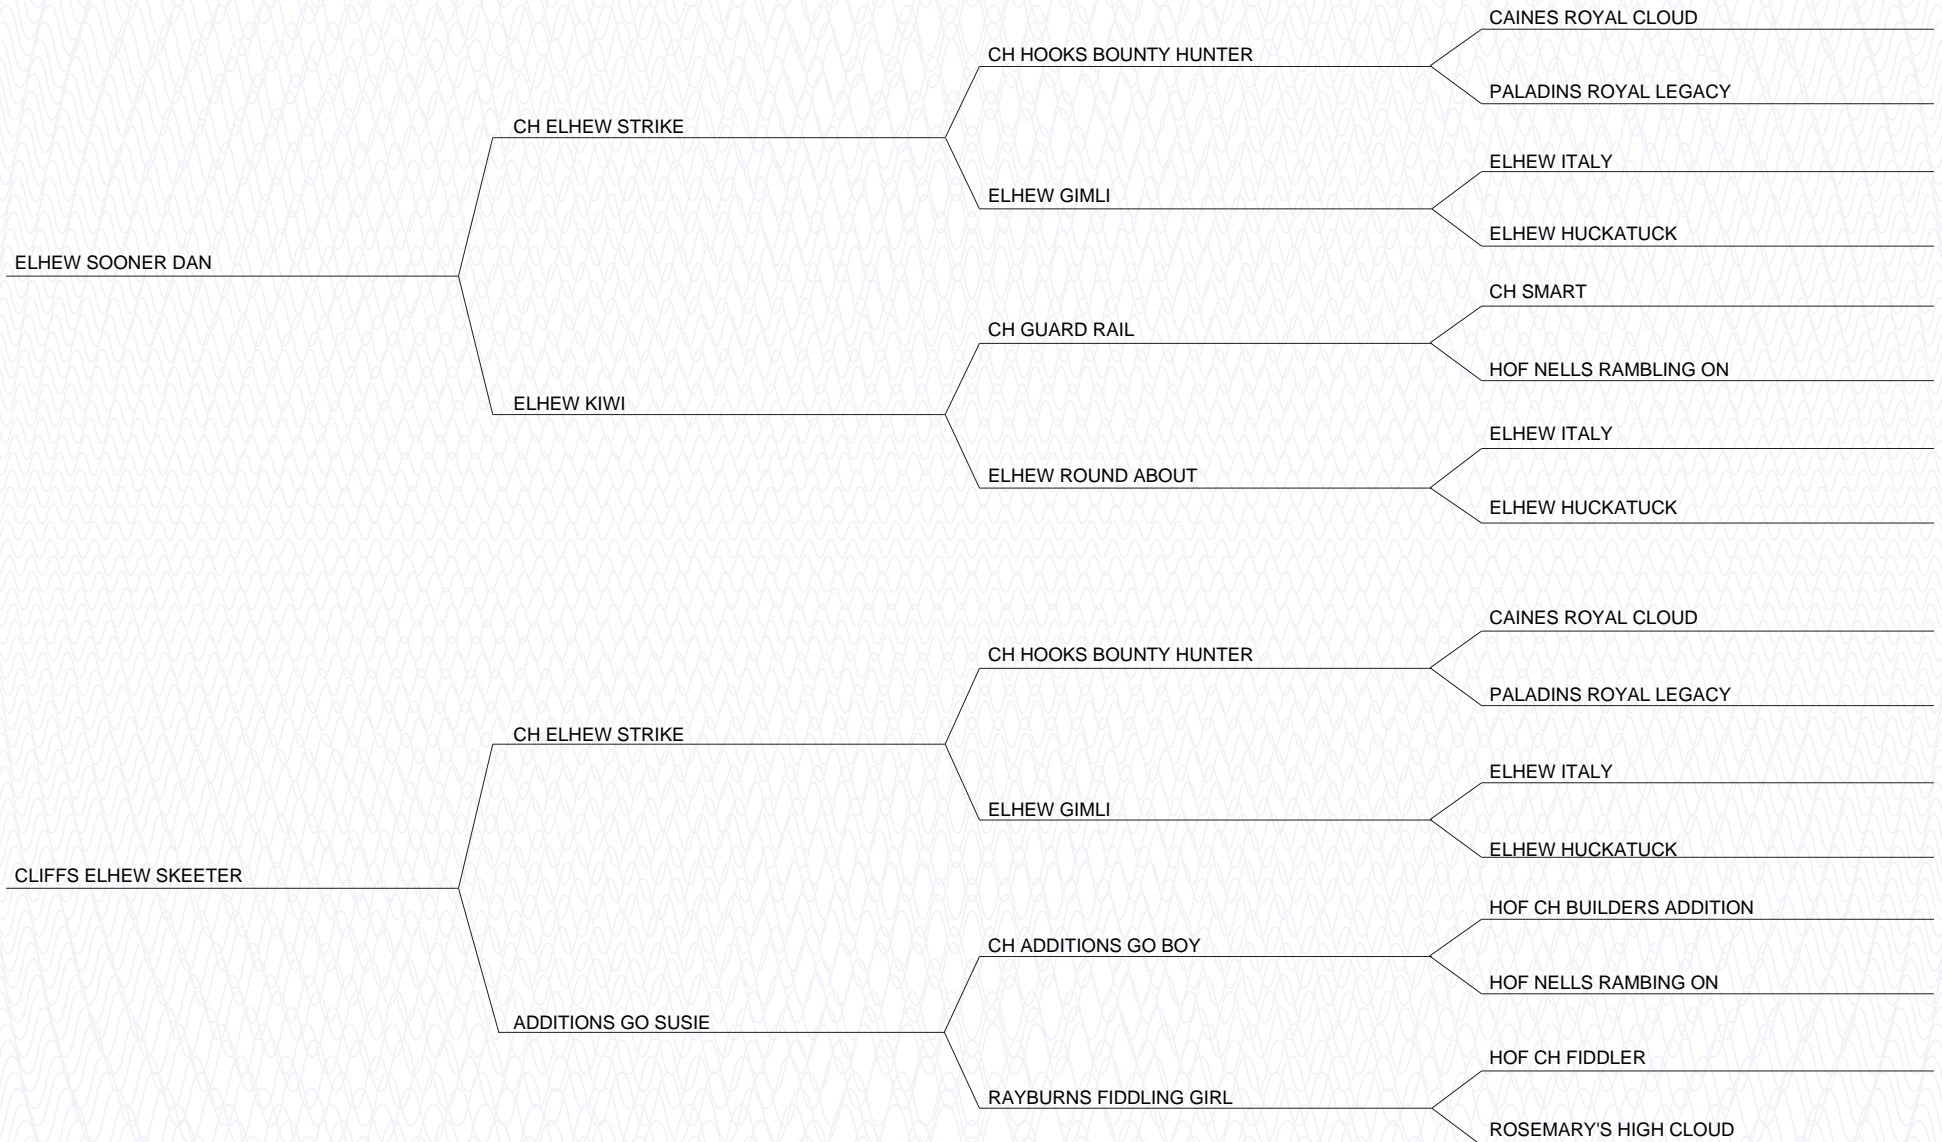 CAINES ROYAL CLOUD
CH HOOKS BOUNTY HUNTER
PALADINS ROYAL LEGACY
CH ELHEW STRIKE
ELHEW ITALY
ELHEW GIMLI
ELHEW HUCKATUCK
ELHEW SOONER DAN
CH SMART
CH GUARD RAIL
HOF NELLS RAMBLING ON
ELHEW KIWI
ELHEW ITALY
ELHEW ROUND ABOUT
ELHEW HUCKATUCK
CAINES ROYAL CLOUD
CH HOOKS BOUNTY HUNTER
PALADINS ROYAL LEGACY
CH ELHEW STRIKE
ELHEW ITALY
ELHEW GIMLI
ELHEW HUCKATUCK
CLIFFS ELHEW SKEETER
HOF CH BUILDERS ADDITION
CH ADDITIONS GO BOY
HOF NELLS RAMBING ON
ADDITIONS GO SUSIE
HOF CH FIDDLER
RAYBURNS FIDDLING GIRL
ROSEMARY'S HIGH CLOUD